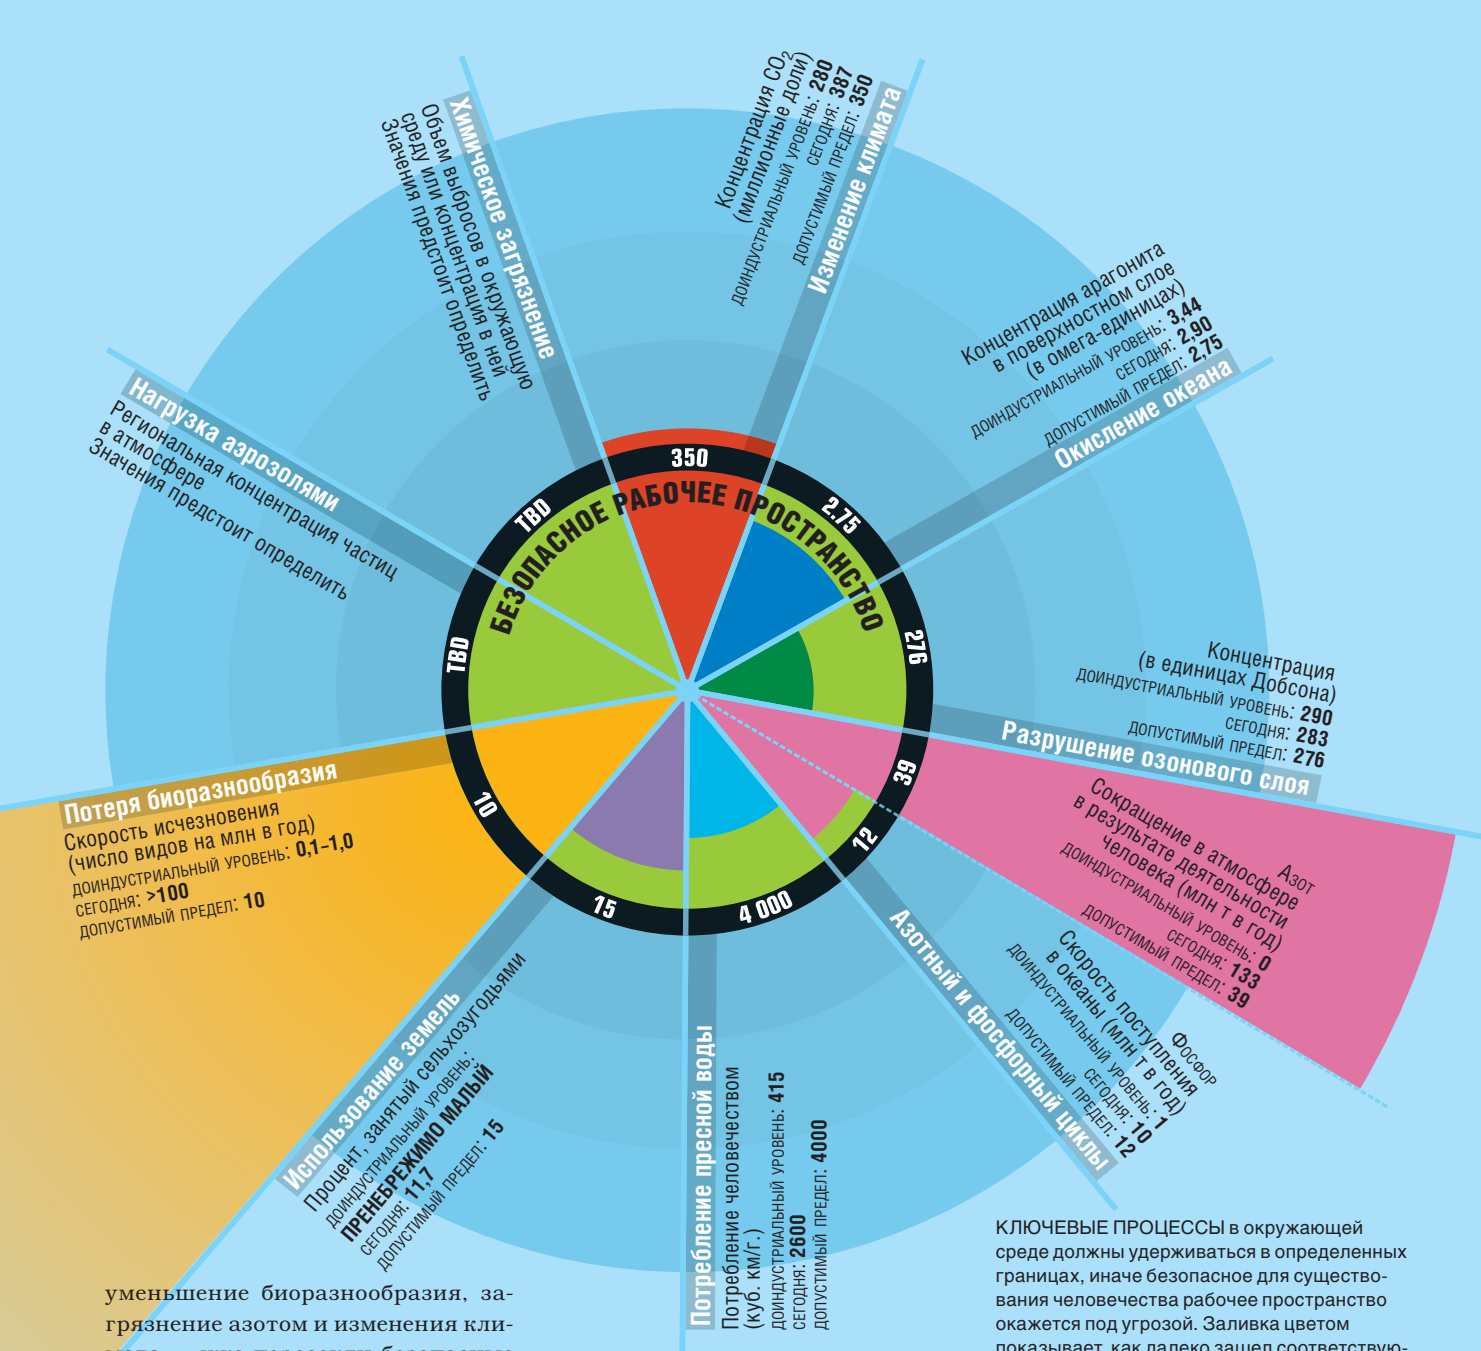 Изменение климата
Концентрация CO₂
(миллионные доли)
доиндустриальный уровень: 280
сегодня: 387
допустимый предел: 350
Окисление океана
Концентрация арагонита
в поверхностном слое
(в омега-единицах)
доиндустриальный уровень: 3,44
сегодня: 2,90
допустимый предел: 2,75
Разрушение озонового слоя
Концентрация
(в единицах Добсона)
доиндустриальный уровень: 290
сегодня: 283
допустимый предел: 276
Азот
Сокращение в атмосфере
в результате деятельности
человека (млн т в год)
доиндустриальный уровень: 0
сегодня: 133
допустимый предел: 39
Азотный и фосфорный циклы
Фосфор
Скорость поступления
в океаны (млн т в год)
доиндустриальный уровень: 1
сегодня: 10
допустимый предел: 12
Потребление пресной воды
Потребление человечеством
(куб. км/г.)
доиндустриальный уровень: 415
сегодня: 2600
допустимый предел: 4000
Использование земель
Процент, занятый сельхозугодьями
доиндустриальный уровень:
ПРЕНЕБРЕЖИМО МАЛЫЙ
сегодня: 11,7
допустимый предел: 15
Потеря биоразнообразия
Скорость исчезновения
(число видов на млн в год)
доиндустриальный уровень: 0,1–1,0
сегодня: >100
допустимый предел: 10
Нагрузка аэрозолями
Региональная концентрация частиц
в атмосфере
Значения предстоит определить
Химическое загрязнение
Объем выбросов в окружающую
среду или концентрация в ней
Значения предстоит определить
БЕЗОПАСНОЕ РАБОЧЕЕ ПРОСТРАНСТВО
350
2.75
276
39
12
4 000
15
10
TBD
TBD
уменьшение биоразнообразия, за-
грязнение азотом и изменения кли-
КЛЮЧЕВЫЕ ПРОЦЕССЫ в окружающей
среде должны удерживаться в определенных
границах, иначе безопасное для существо-
вания человечества рабочее пространство
окажется под угрозой. Заливка цветом
показывает, как далеко зашел соответствую-